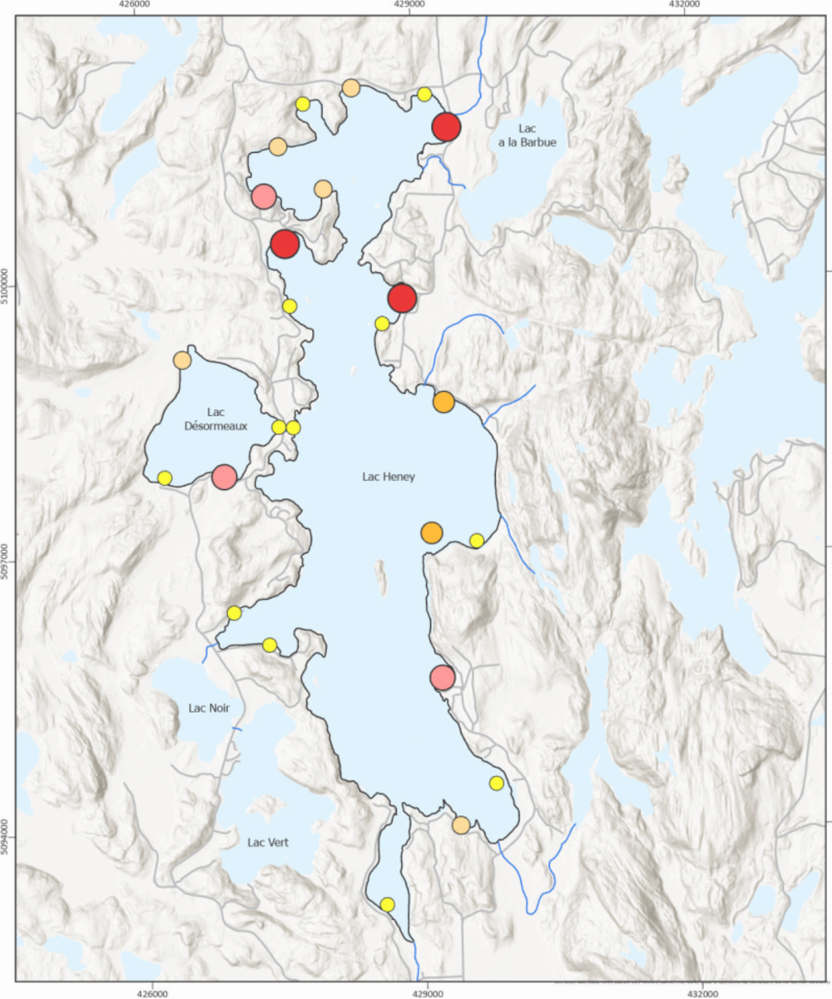 426000
429000
432000
Lac
a la Barbue
5100000
Lac
Désormeaux
Lac Heney
5097000
Lac Noir
5094000
Lac Vert
426000
429000
432000